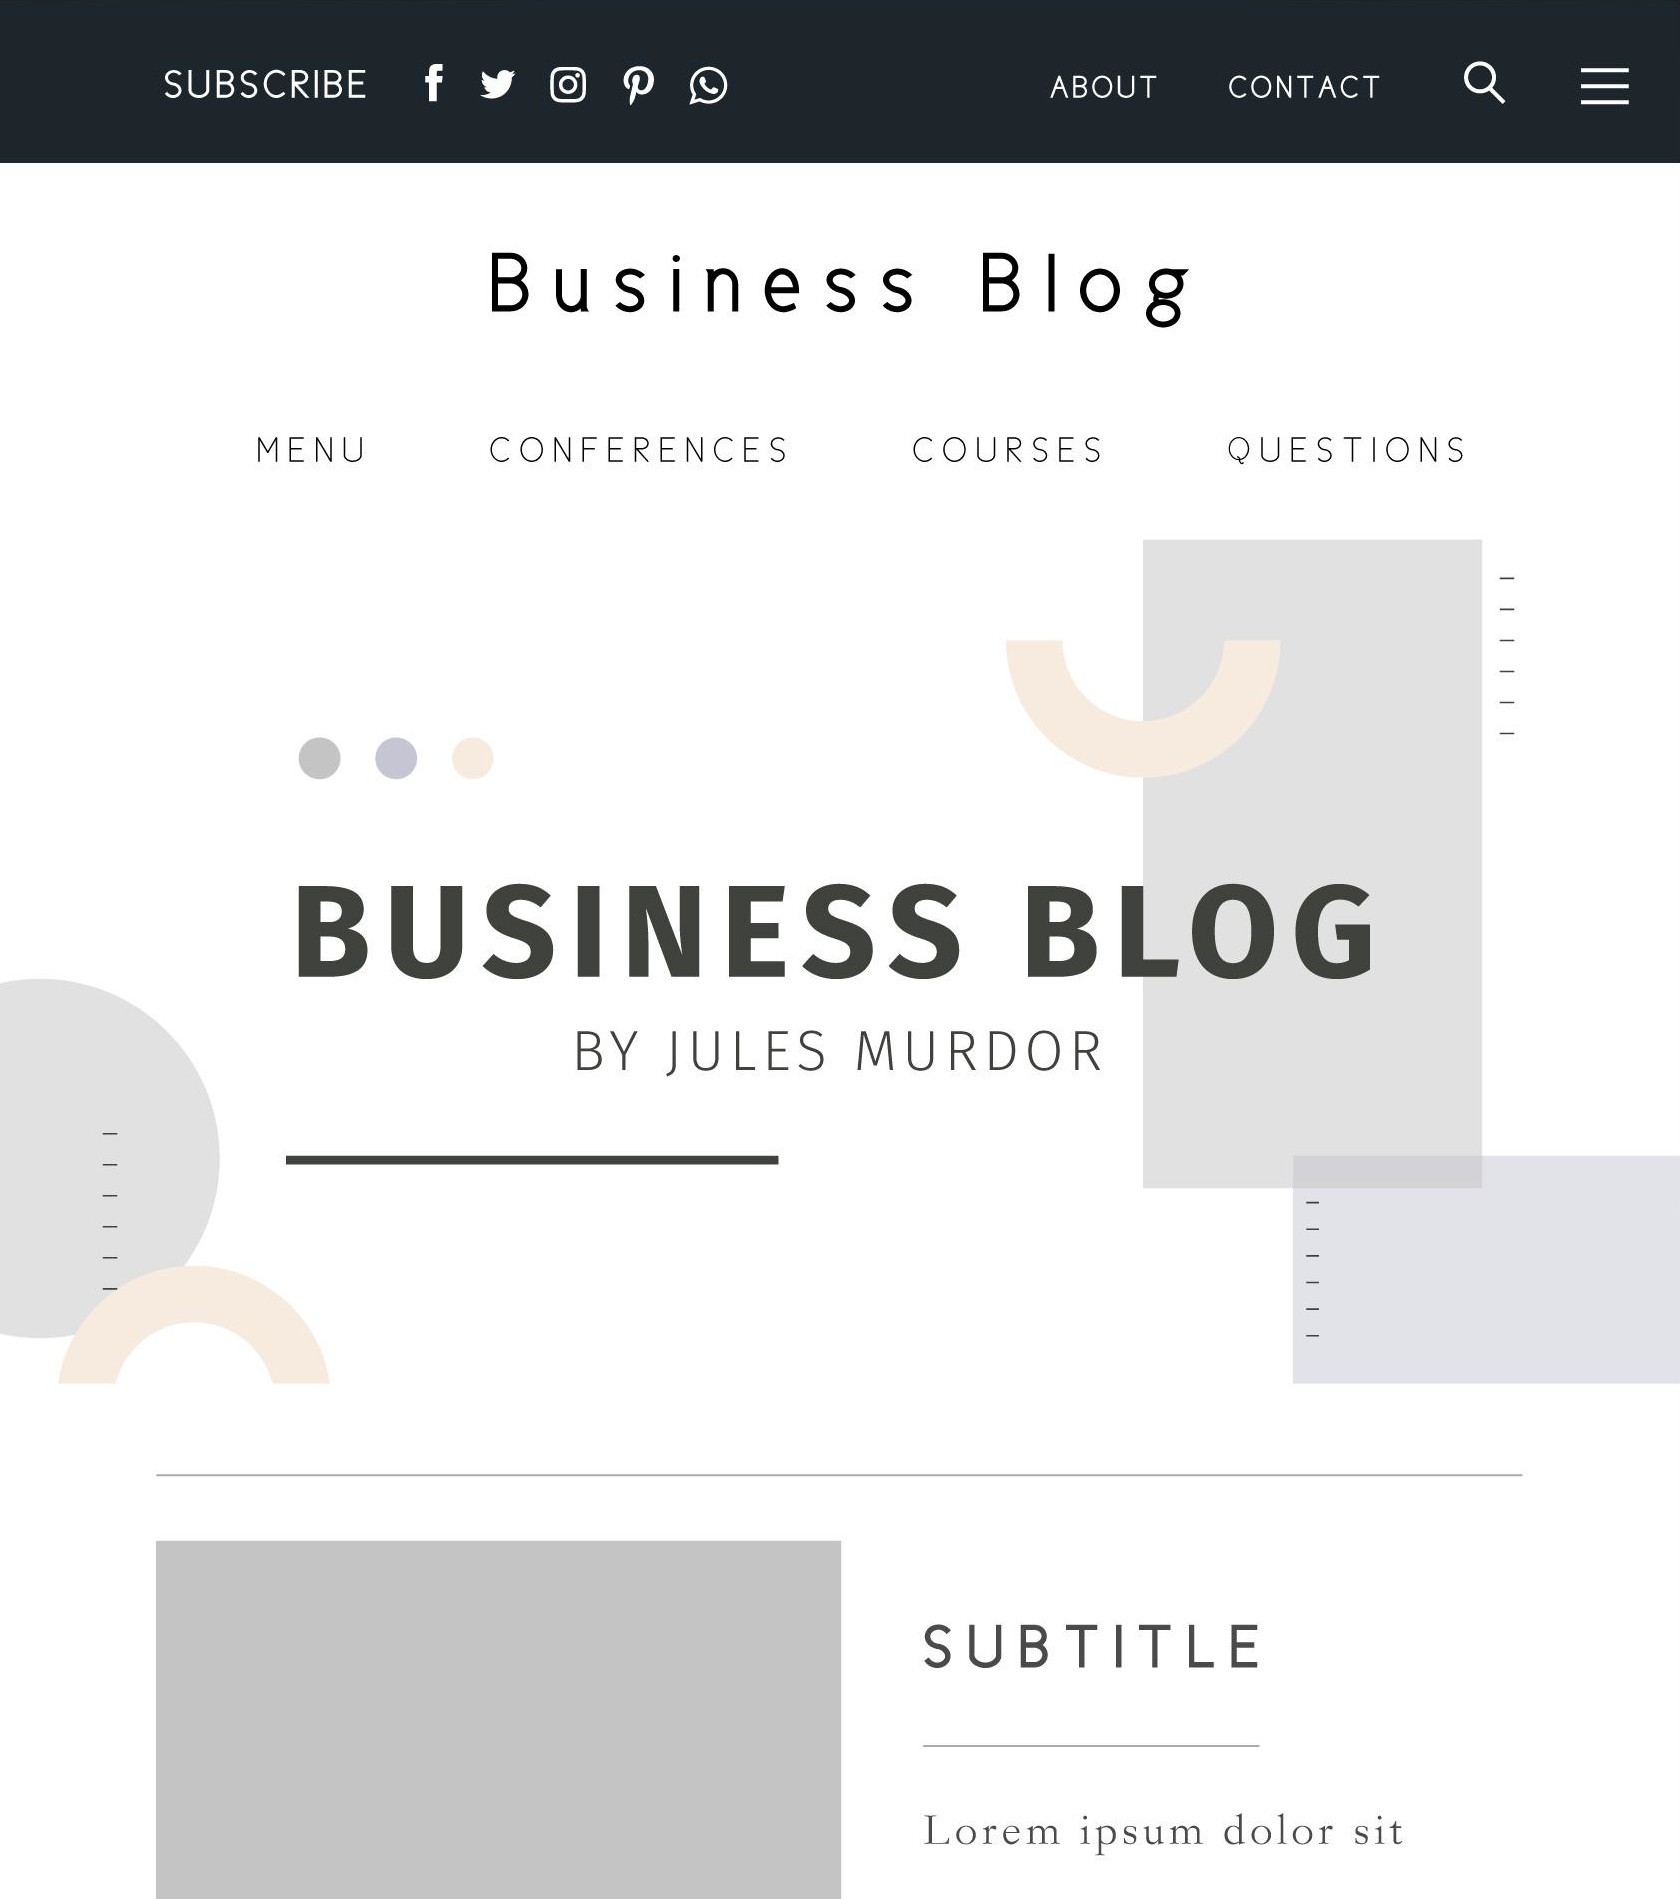 SUBSCRIBE ABOUT CONTACT
Business Blog
MENU CONFERENCES COURSES QUESTIONS
BUSINESS BLOG
BY JULES MURDOR
SUBTITLE
Lorem ipsum dolor sit